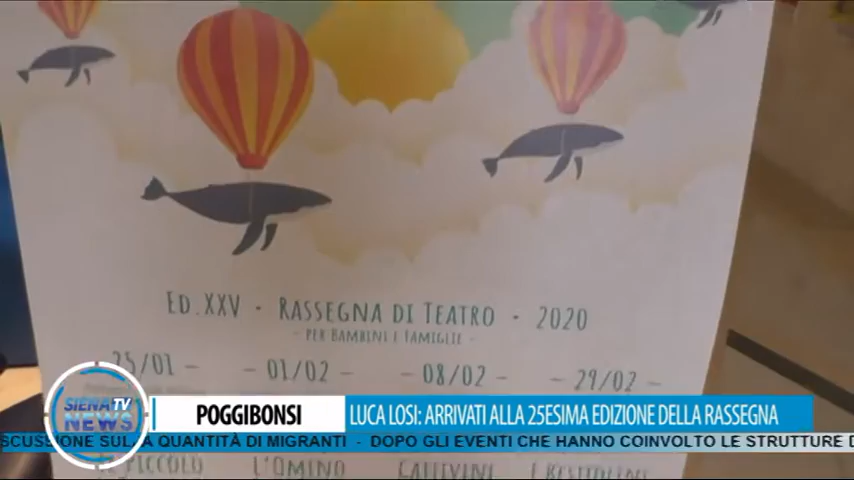 ED.XXV · RASSEGNA DI TEATRO · 2020
- PER BAMBINI E FAMIGLIE -
25/01 - - 01/02 - - 08/02 - - 29/02 -
SIENA TV
NEWS
POGGIBONSI
LUCA LOSI: ARRIVATI ALLA 25ESIMA EDIZIONE DELLA RASSEGNA
QUANTITÀ DI MIGRANTI - DOPO GLI EVENTI CHE HANNO COINVOLTO LE STRUTTURE
PICCOLO L'OMINO